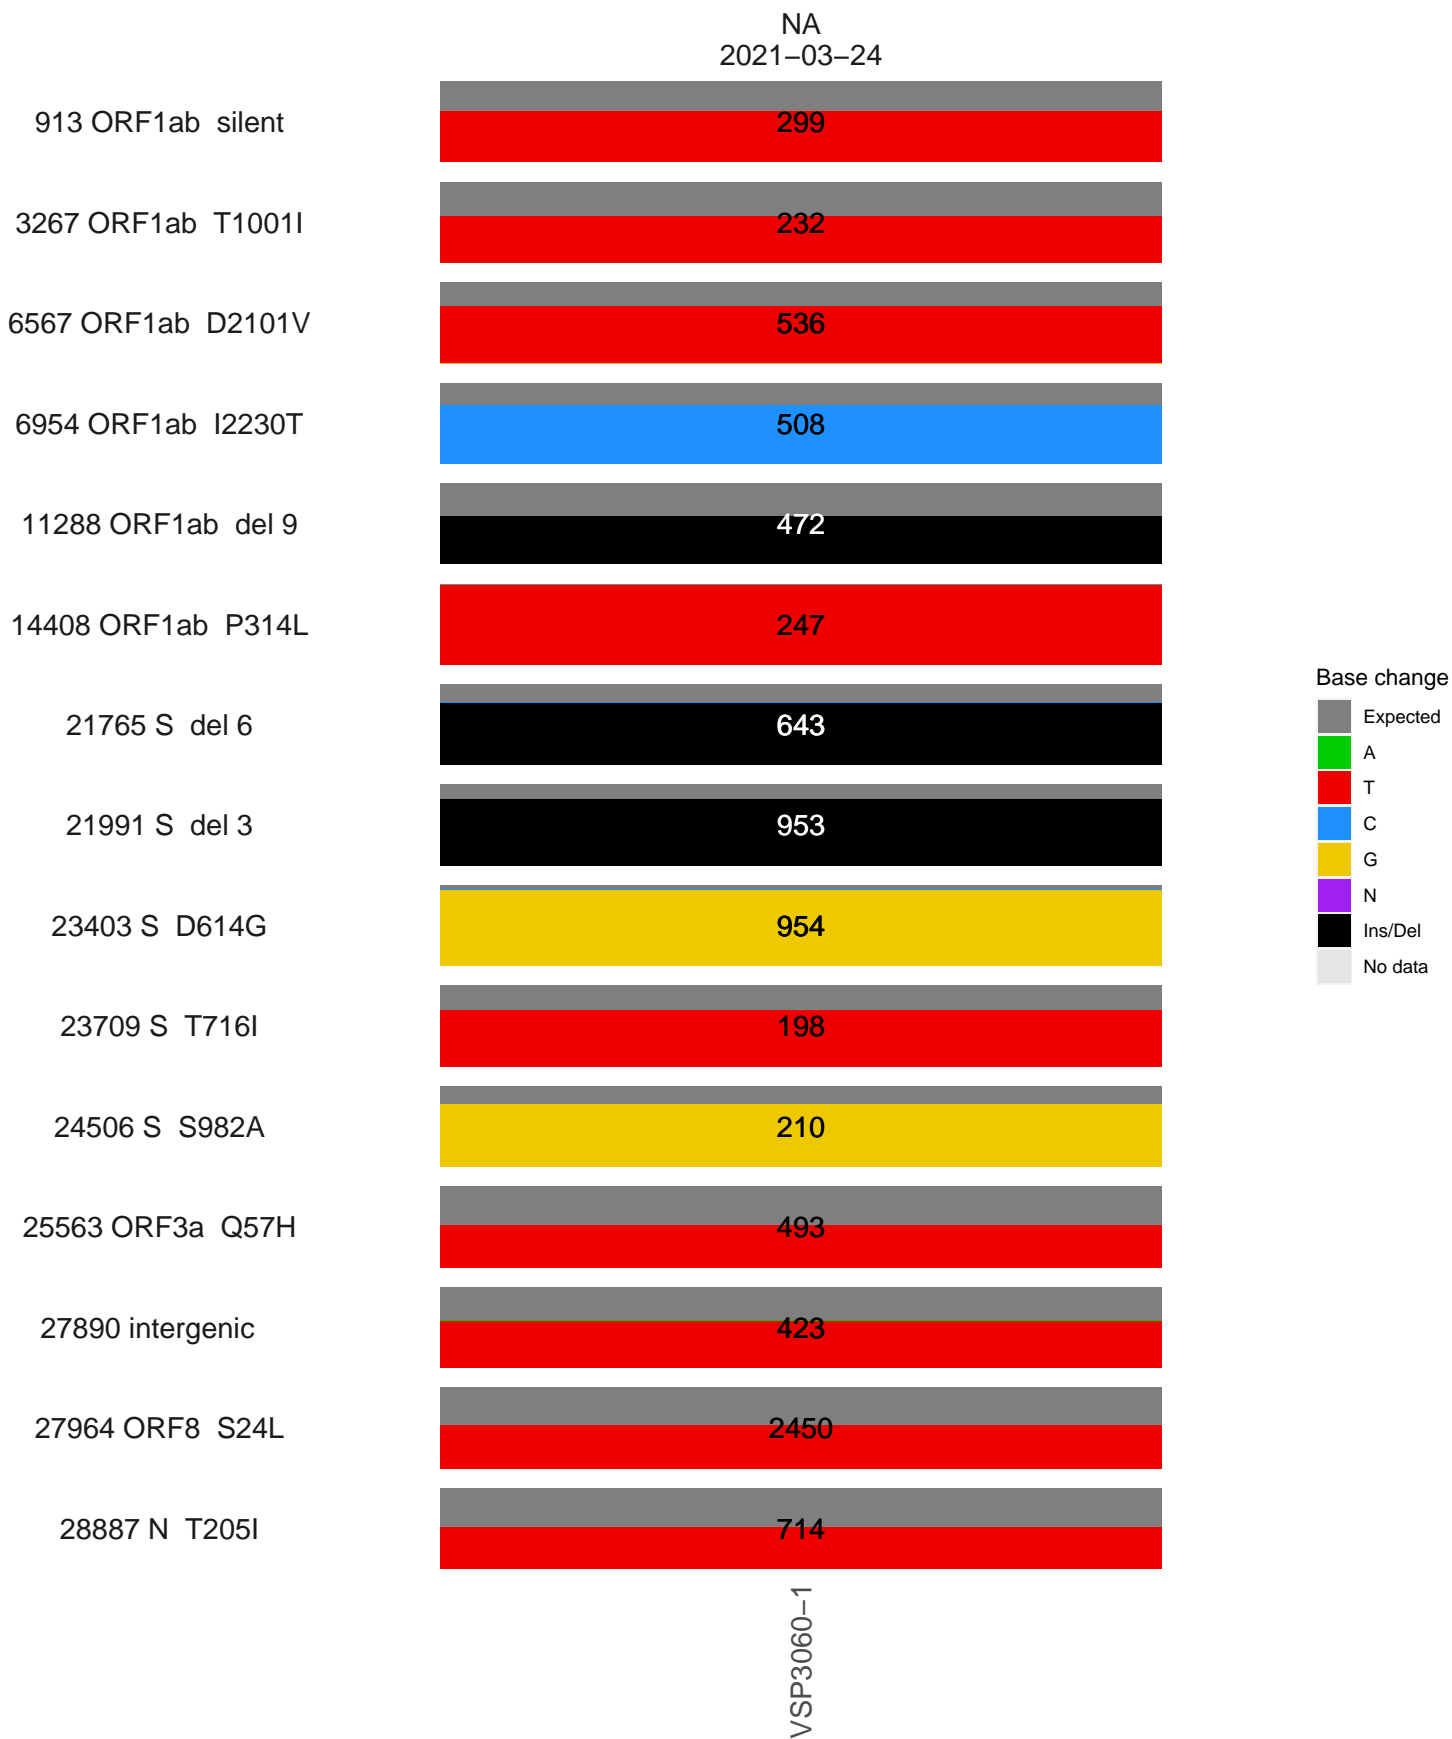 NA
2021−03−24
913 ORF1ab silent
299
3267 ORF1ab T1001I
232
6567 ORF1ab D2101V
536
6954 ORF1ab I2230T
508
11288 ORF1ab del 9
472
14408 ORF1ab P314L
247
21765 S del 6
643
21991 S del 3
953
23403 S D614G
954
23709 S T716I
198
24506 S S982A
210
25563 ORF3a Q57H
493
27890 intergenic
423
27964 ORF8 S24L
2450
28887 N T205I
714
VSP3060−1
Base change
Expected
A
T
C
G
N
Ins/Del
No data